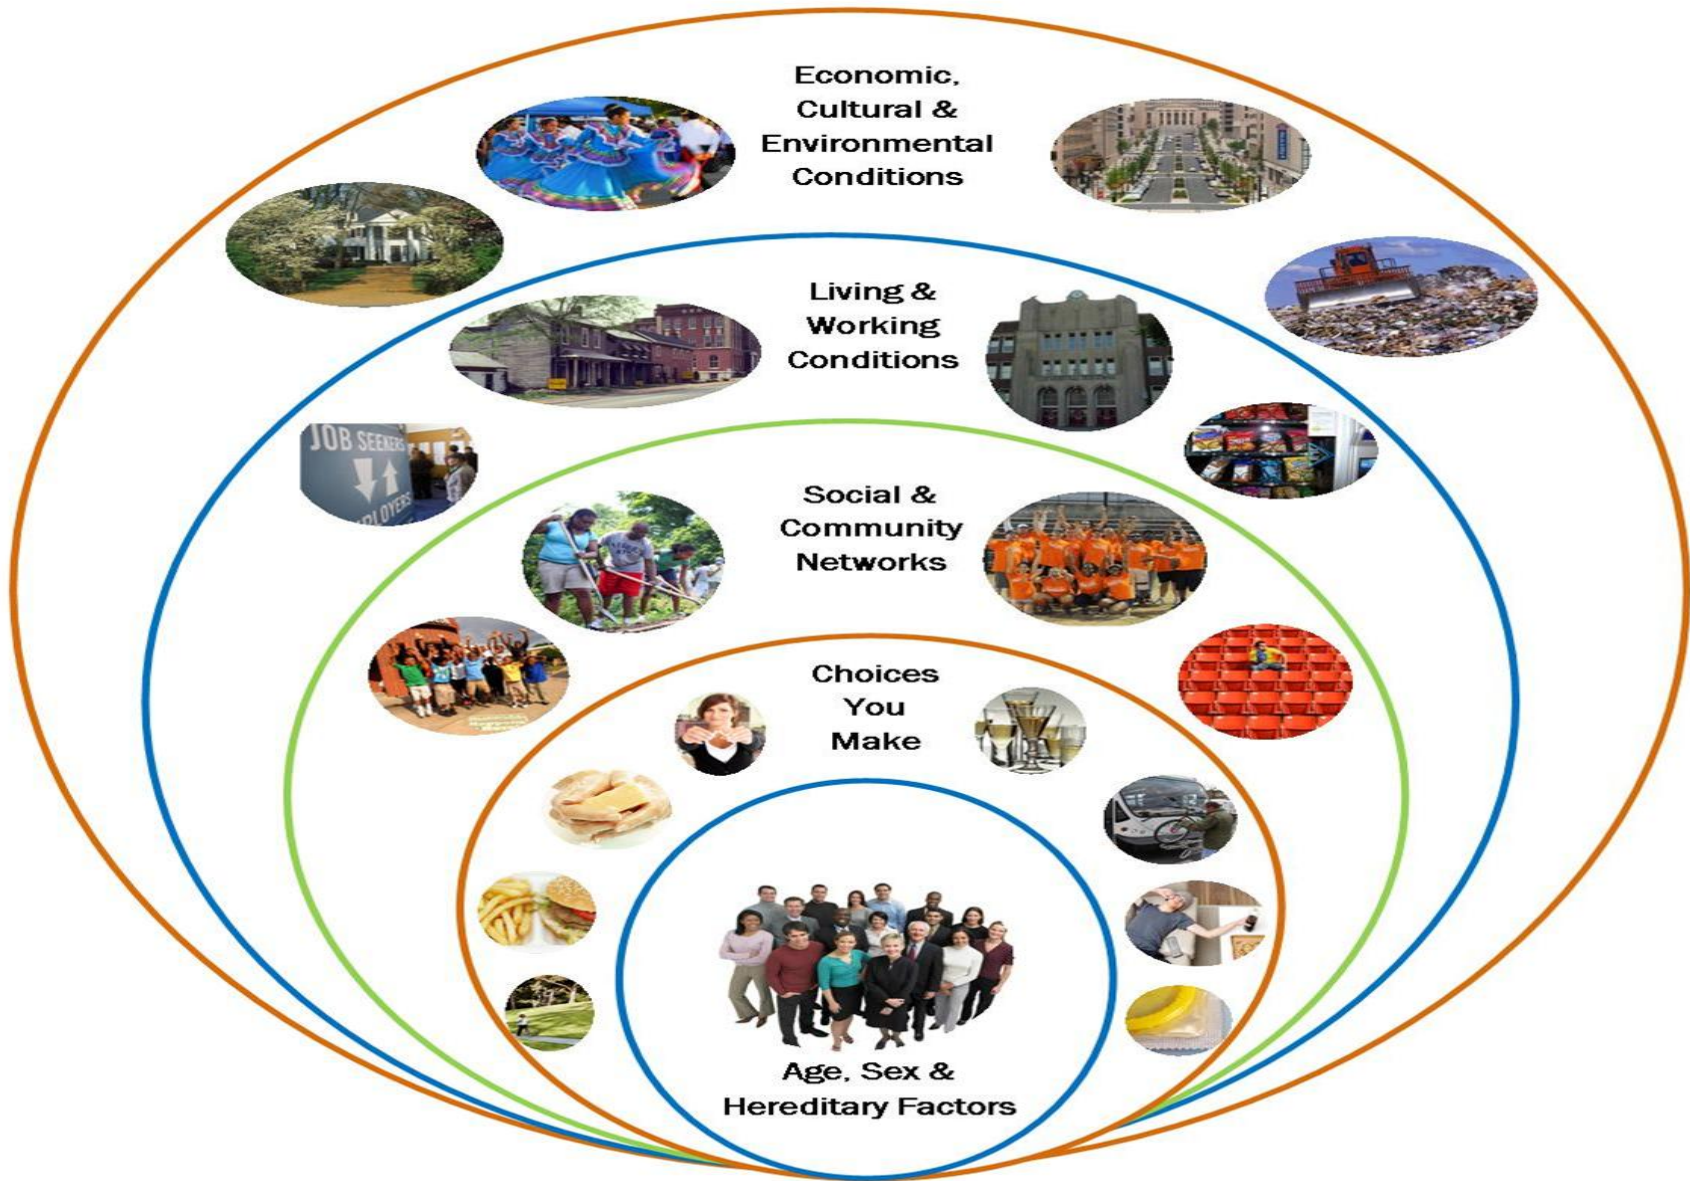 Economic,
Cultural &
Environmental
Conditions
Living &
Working
Conditions
JOB SEEKERS
Social &
Community
Networks
Choices
You
Make
Age, Sex &
Hereditary Factors